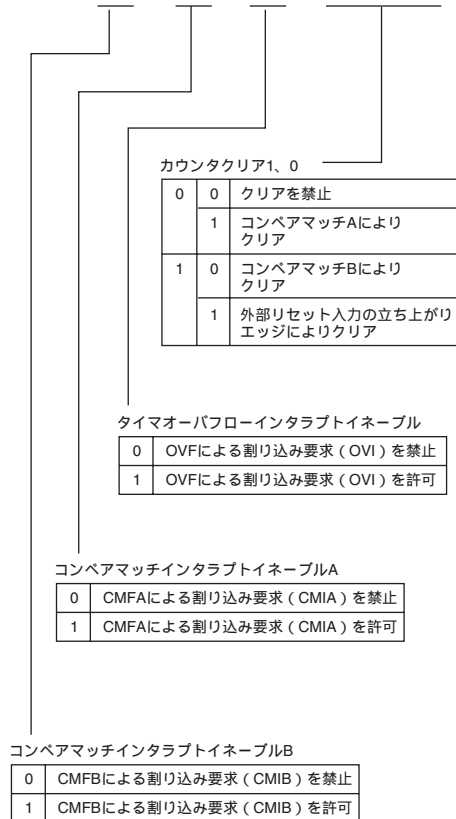 カウンタクリア1、0
0 0 クリアを禁止
1 コンペアマッチAにより
クリア
1 0 コンペアマッチBにより
クリア
1 外部リセット入力の立ち上がり
エッジによりクリア
タイマオーバフローインタラプトイネーブル
0 OVFによる割り込み要求(OVI)を禁止
1 OVFによる割り込み要求(OVI)を許可
コンペアマッチインタラプトイネーブルA
0 CMFAによる割り込み要求(CMIA)を禁止
1 CMFAによる割り込み要求(CMIA)を許可
コンペアマッチインタラプトイネーブルB
0 CMFBによる割り込み要求(CMIB)を禁止
1 CMFBによる割り込み要求(CMIB)を許可